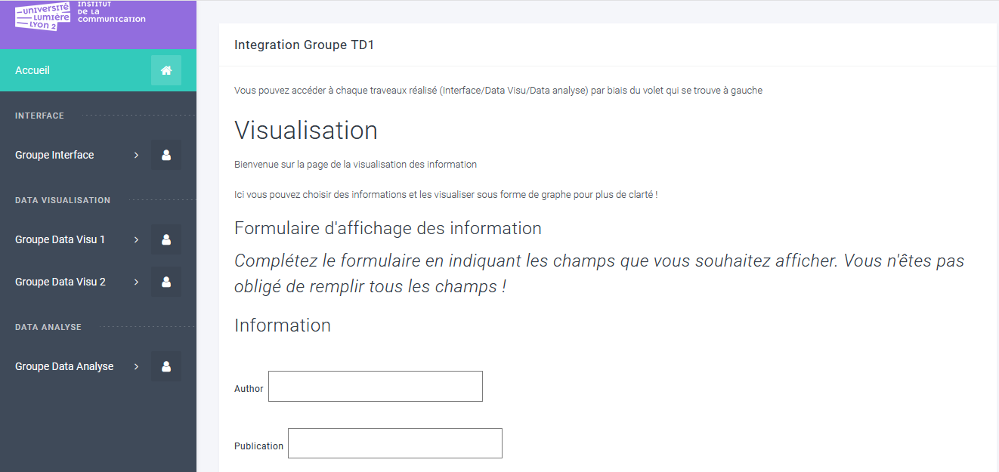 UNIVERSITÉ
LUMIÈRE
LYON 2
INSTITUT
DE LA
COMMUNICATION
Accueil
INTERFACE
Groupe Interface
DATA VISUALISATION
Groupe Data Visu 1
Groupe Data Visu 2
DATA ANALYSE
Groupe Data Analyse
Integration Groupe TD1
Vous pouvez accéder à chaque traveaux réalisé (Interface/Data Visu/Data analyse) par biais du volet qui se trouve à gauche
Visualisation
Bienvenue sur la page de la visualisation des information
Ici vous pouvez choisir des informations et les visualiser sous forme de graphe pour plus de clarté !
Formulaire d'affichage des information
Complétez le formulaire en indiquant les champs que vous souhaitez afficher. Vous n'êtes pas
obligé de remplir tous les champs !
Information
Author
Publication